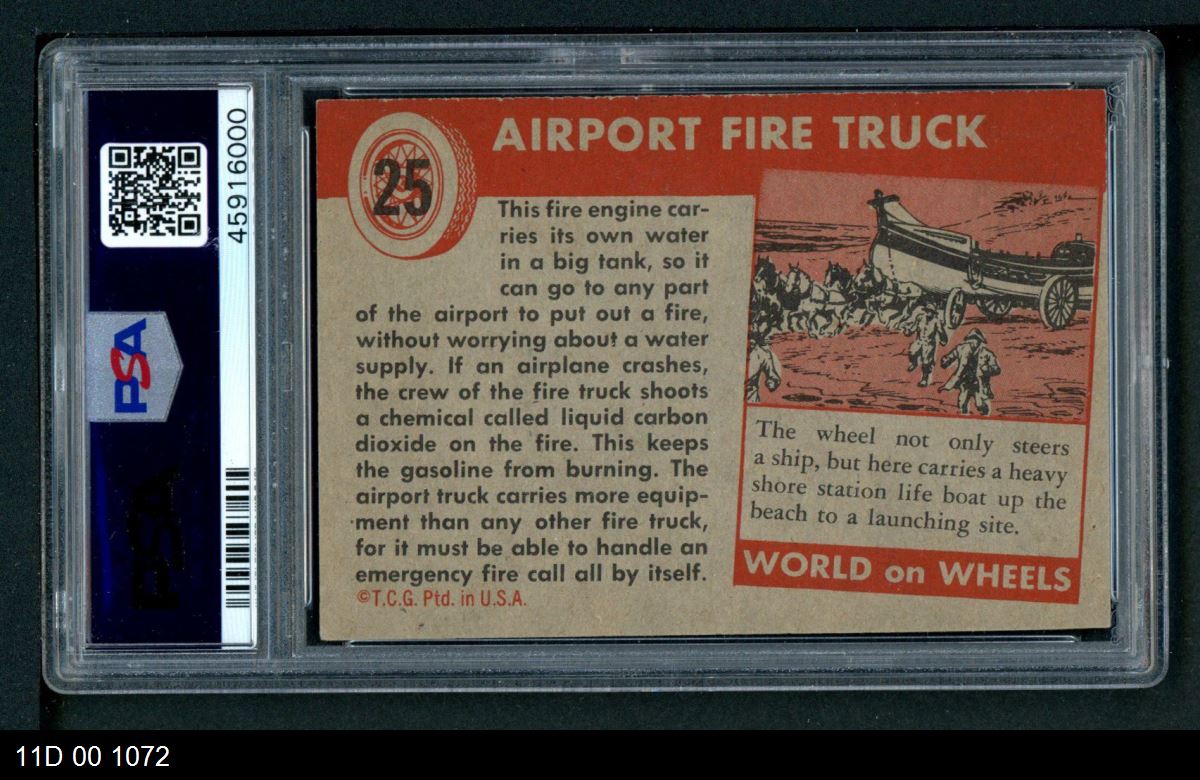 45916000
PSA
PSA
25
AIRPORT FIRE TRUCK
This fire engine car-
ries its own water
in a big tank, so it
can go to any part
of the airport to put out a fire,
without worrying about a water
supply. If an airplane crashes,
the crew of the fire truck shoots
a chemical called liquid carbon
dioxide on the fire. This keeps
the gasoline from burning. The
airport truck carries more equip-
ment than any other fire truck,
for it must be able to handle an
emergency fire call all by itself.
©T.C.G. Ptd. in U.S.A.
The wheel not only steers
a ship, but here carries a heavy
shore station life boat up the
beach to a launching site.
WORLD on WHEELS
11D 00 1072